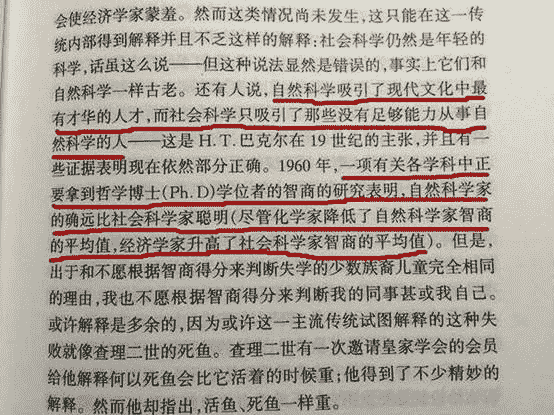 会使经济学家蒙羞。然而这类情况尚未发生，这只能在这一传
统内部得到解释并且不乏这样的解释：社会科学仍然是年轻的
科学，话虽这么说——但这种说法显然是错误的，事实上它们和
自然科学一样古老。还有人说，自然科学吸引了现代文化中最
有才华的人才，而社会科学只吸引了那些没有足够能力从事自
然科学的人——这是 H.T.巴克尔在 19 世纪的主张，并且有一
些证据表明现在依然部分正确。1960 年，一项有关各学科中正
要拿到哲学博士(Ph.D)学位者的智商的研究表明，自然科学家
的确远比社会科学家聪明(尽管化学家降低了自然科学家智商
的平均值，经济学家升高了社会科学家智商的平均值)。但是，
出于和不愿根据智商得分来判断失学的少数族裔儿童完全相同
的理由，我也不愿根据智商得分来判断我的同事甚或我自己。
或许解释是多余的，因为或许这一主流传统试图解释的这种失
败就像查理二世的死鱼。查理二世有一次邀请皇家学会的会员
给他解释何以死鱼会比它活着的时候重；他得到了不少精妙的
解释。然而他却指出，活鱼、死鱼一样重。